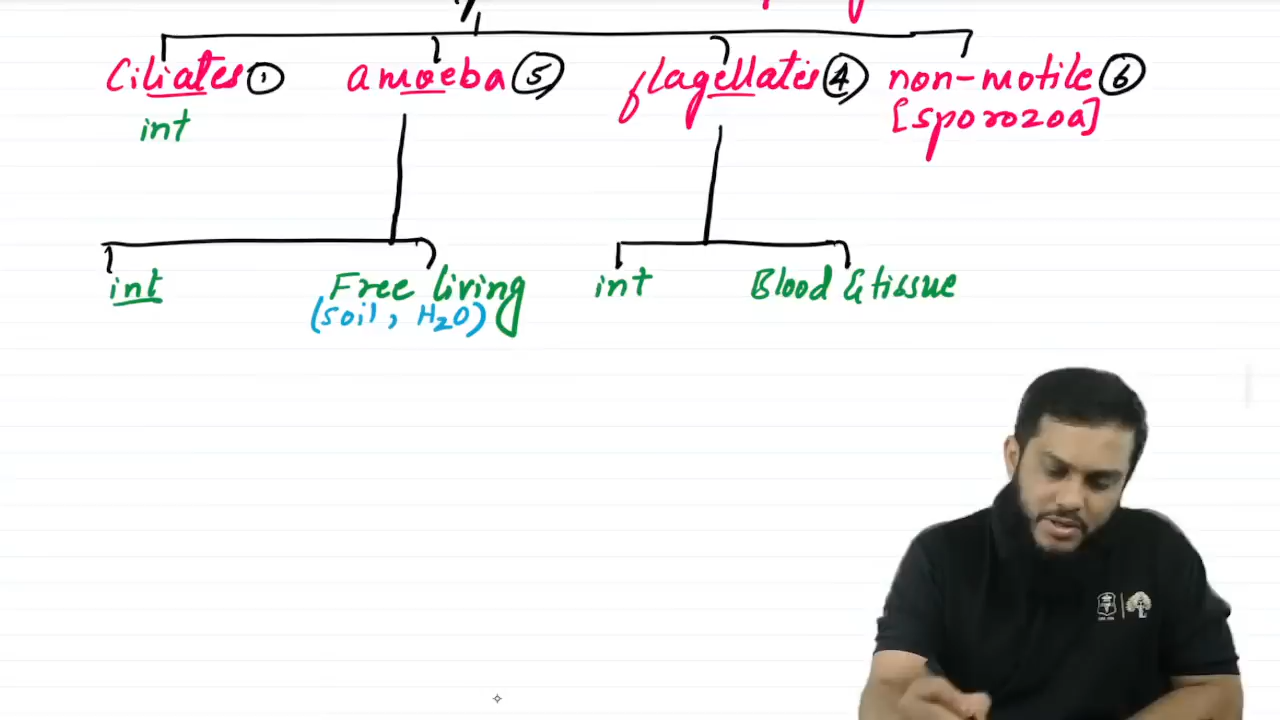 Ciliates ① amoeba ⑤ flagellates ④ non-motile ⑥
int [sporozoa]
int Free living int Blood & tissue
(soil, H2O)